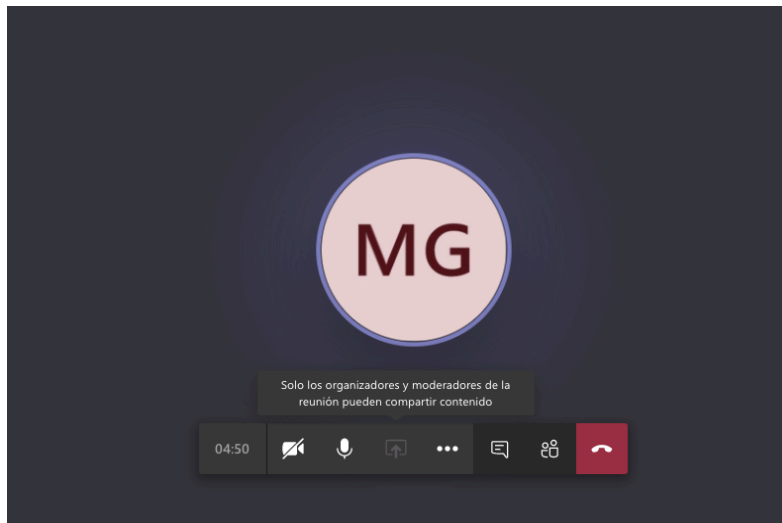 MG
Solo los organizadores y moderadores de la
reunión pueden compartir contenido
04:50